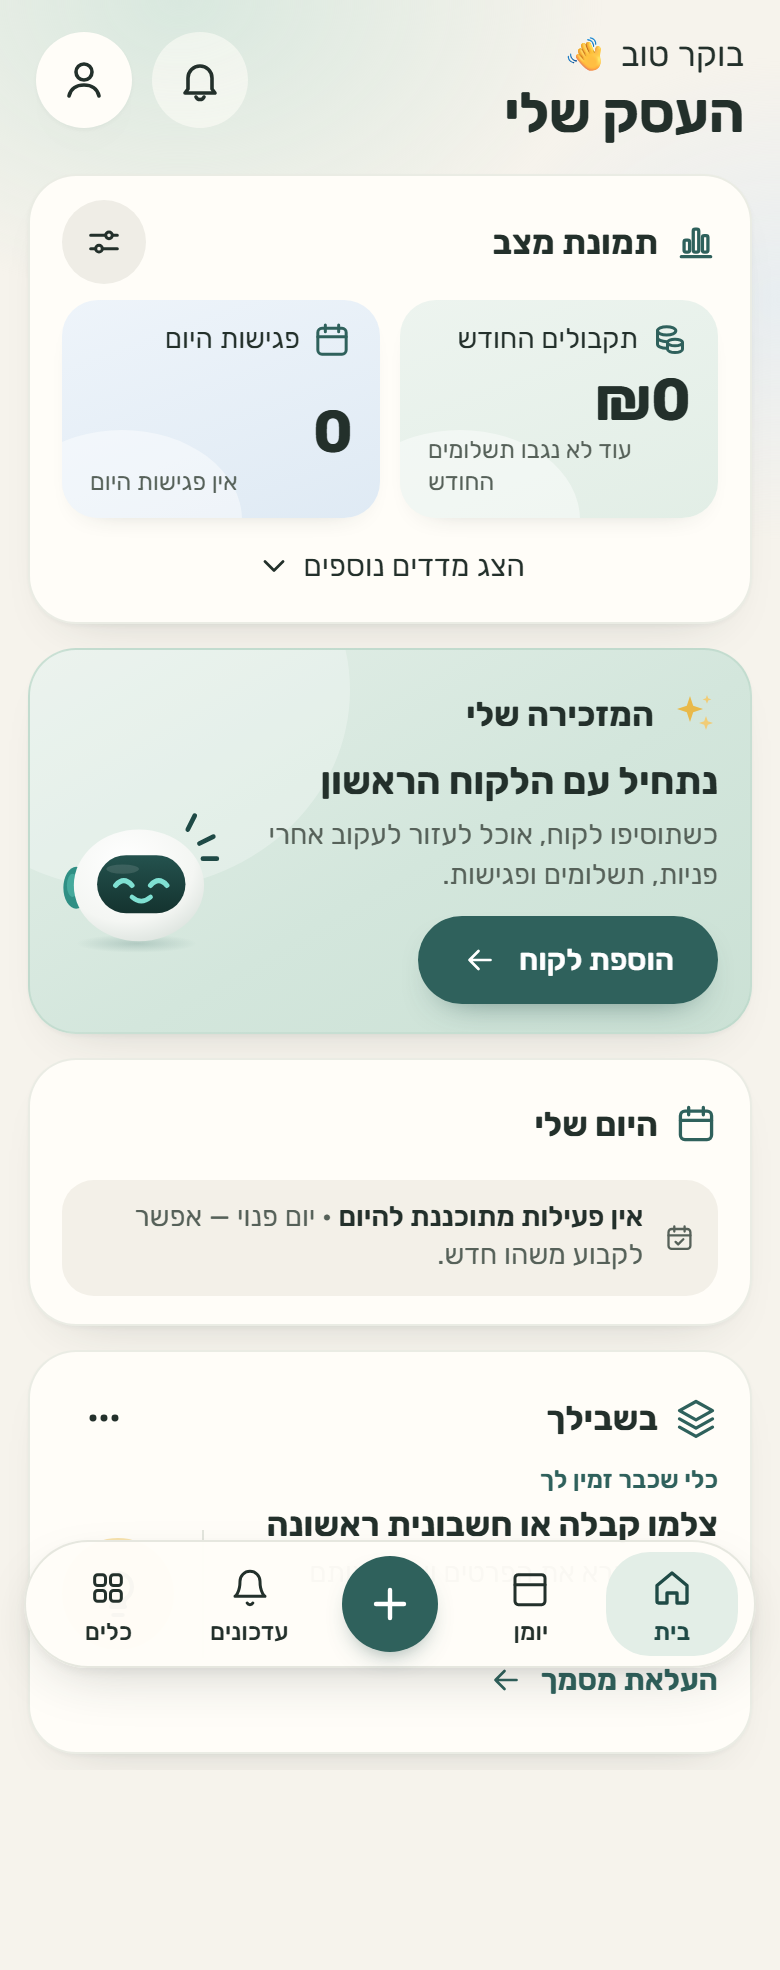 בוקר טוב 👋
העסק שלי
תמונת מצב
תקבולים החודש
₪0
עוד לא נגבו תשלומים
החודש
פגישות היום
0
אין פגישות היום
הצג מדדים נוספים
המזכירה שלי
נתחיל עם הלקוח הראשון
כשתוסיפו לקוח, אוכל לעזור לעקוב אחרי
פניות, תשלומים ופגישות.
הוספת לקוח
היום שלי
אין פעילות מתוכננת להיום • יום פנוי – אפשר
לקבוע משהו חדש.
בשבילך
כלי שכבר זמין לך
צלמו קבלה או חשבונית ראשונה
בית
יומן
עדכונים
כלים
העלאת מסמך